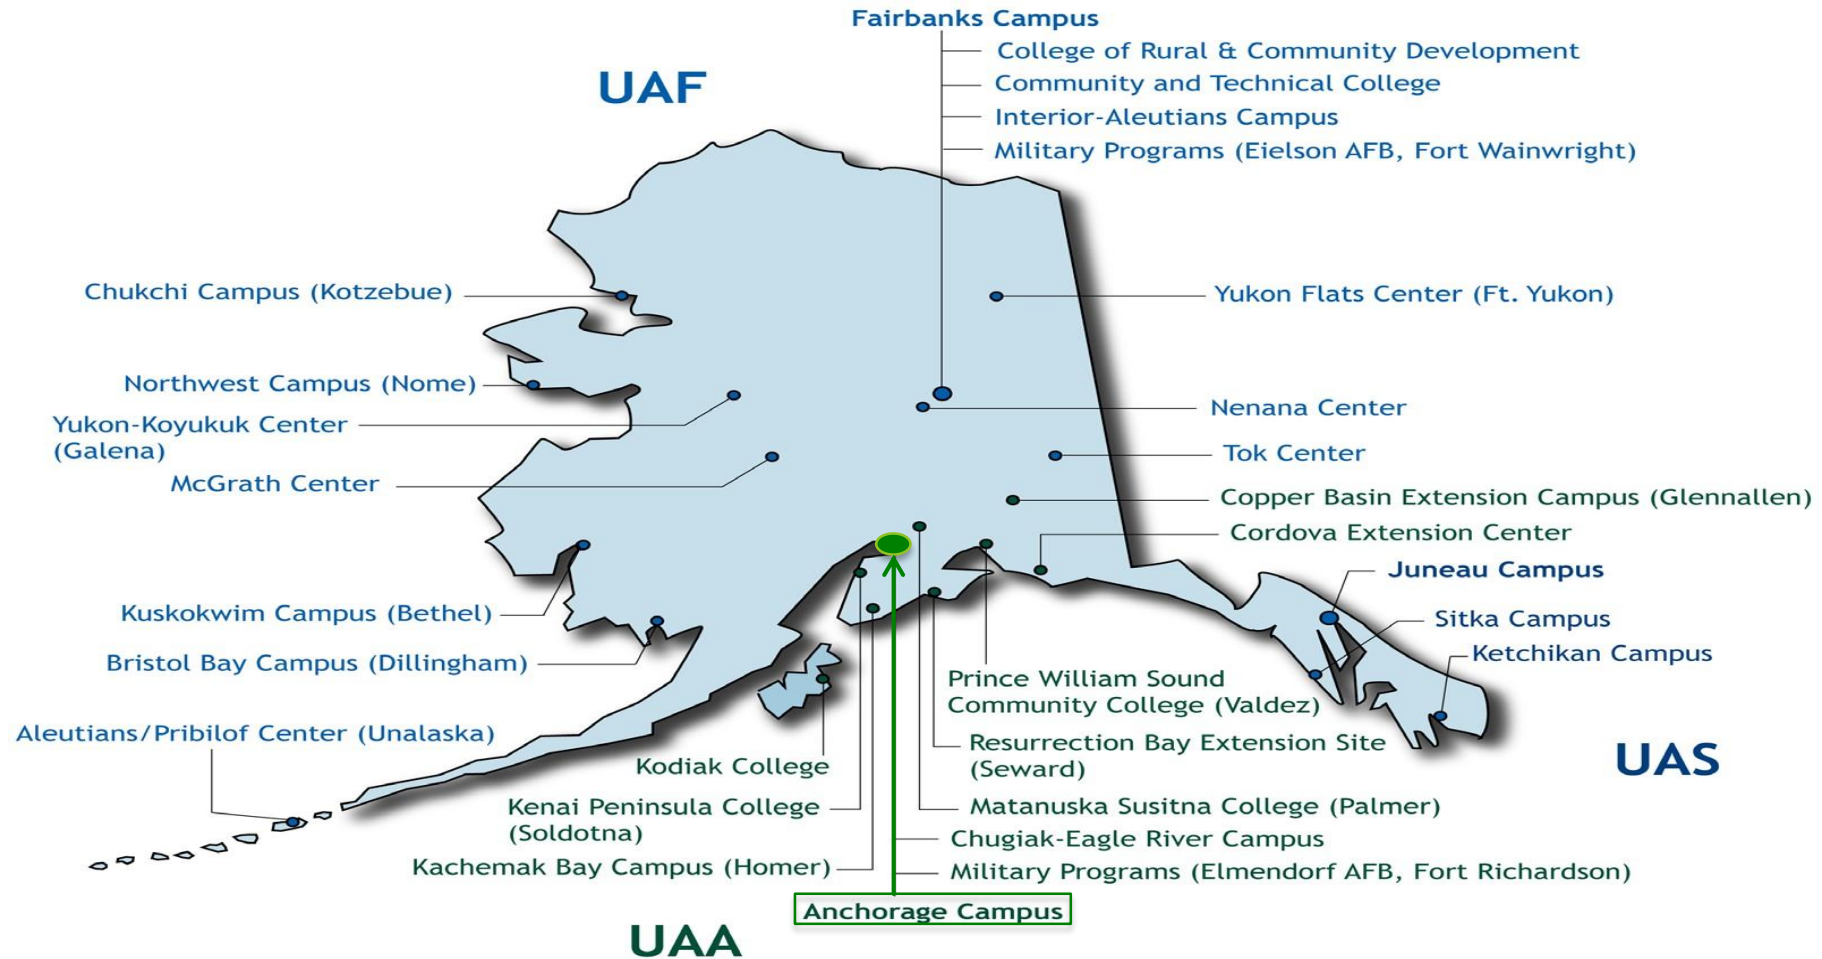 Fairbanks Campus
College of Rural & Community Development
Community and Technical College
Interior-Aleutians Campus
Military Programs (Eielson AFB, Fort Wainwright)
UAF
Chukchi Campus (Kotzebue)
Yukon Flats Center (Ft. Yukon)
Northwest Campus (Nome)
Nenana Center
Yukon-Koyukuk Center
(Galena)
Tok Center
McGrath Center
Copper Basin Extension Campus (Glennallen)
Cordova Extension Center
Juneau Campus
Kuskokwim Campus (Bethel)
Sitka Campus
Bristol Bay Campus (Dillingham)
Ketchikan Campus
Prince William Sound
Community College (Valdez)
Aleutians/Pribilof Center (Unalaska)
Resurrection Bay Extension Site
(Seward)
UAS
Kodiak College
Kenai Peninsula College
(Soldotna)
Matanuska Susitna College (Palmer)
Chugiak-Eagle River Campus
Kachemak Bay Campus (Homer)
Military Programs (Elmendorf AFB, Fort Richardson)
Anchorage Campus
UAA